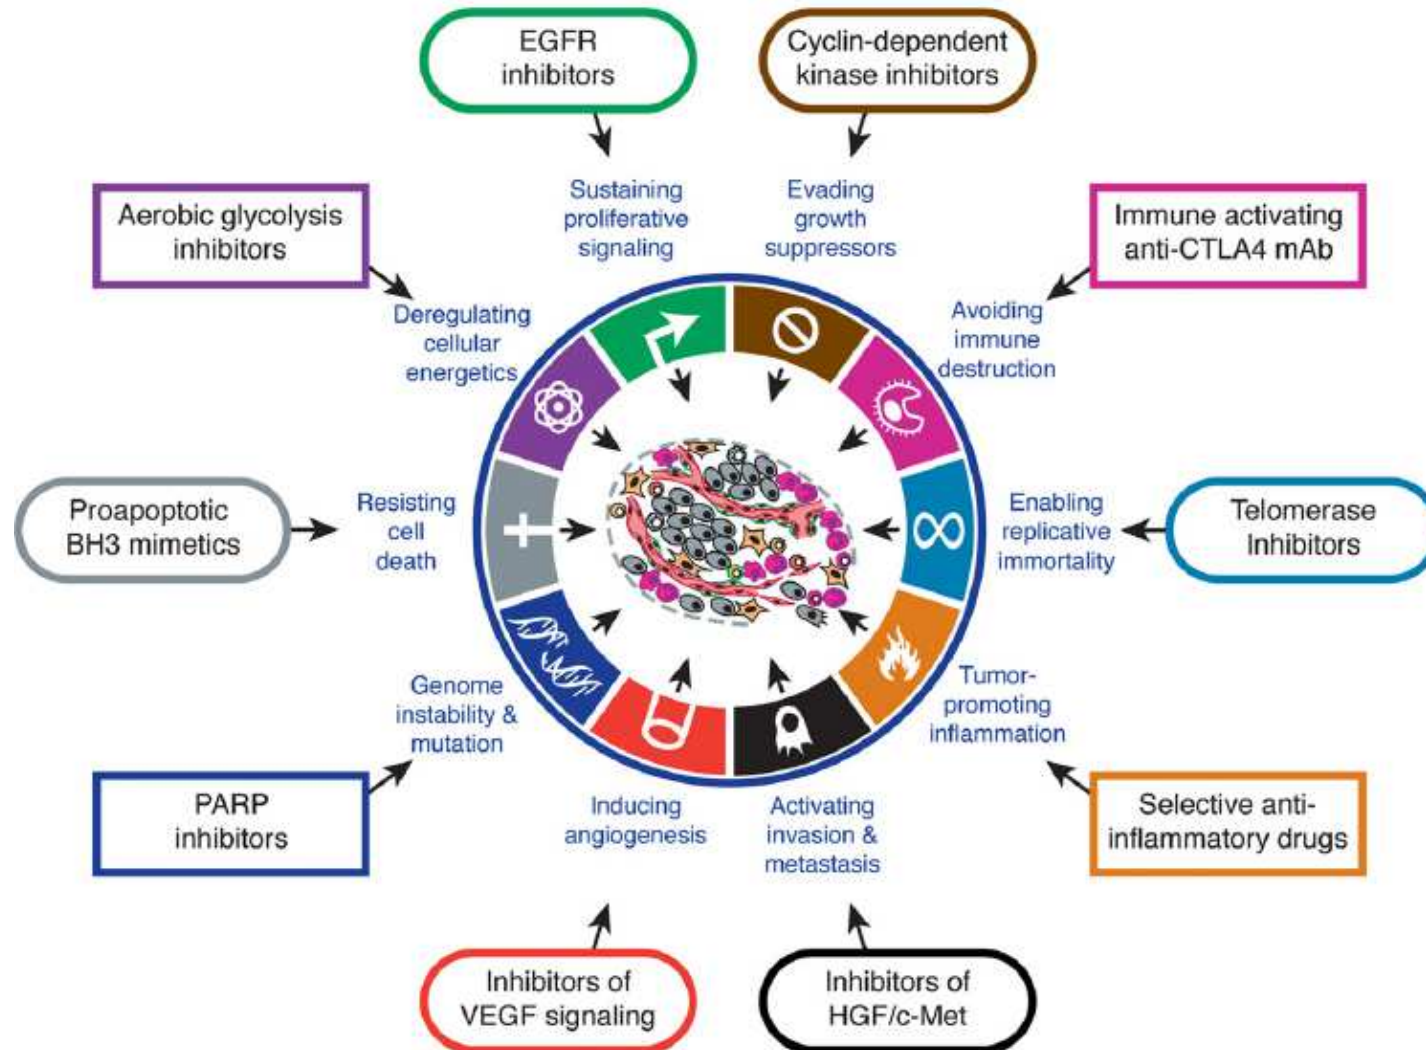 EGFR
inhibitors
Cyclin-dependent
kinase inhibitors
Sustaining
proliferative
signaling
Evading
growth
suppressors
Aerobic glycolysis
inhibitors
Immune activating
anti-CTLA4 mAb
Deregulating
cellular
energetics
Avoiding
immune
destruction
Proapoptotic
BH3 mimetics
Resisting
cell
death
Enabling
replicative
immortality
Telomerase
Inhibitors
Genome
instability &
mutation
Tumor-
promoting
inflammation
PARP
inhibitors
Inducing
angiogenesis
Activating
invasion &
metastasis
Selective anti-
inflammatory drugs
Inhibitors of
VEGF signaling
Inhibitors of
HGF/c-Met